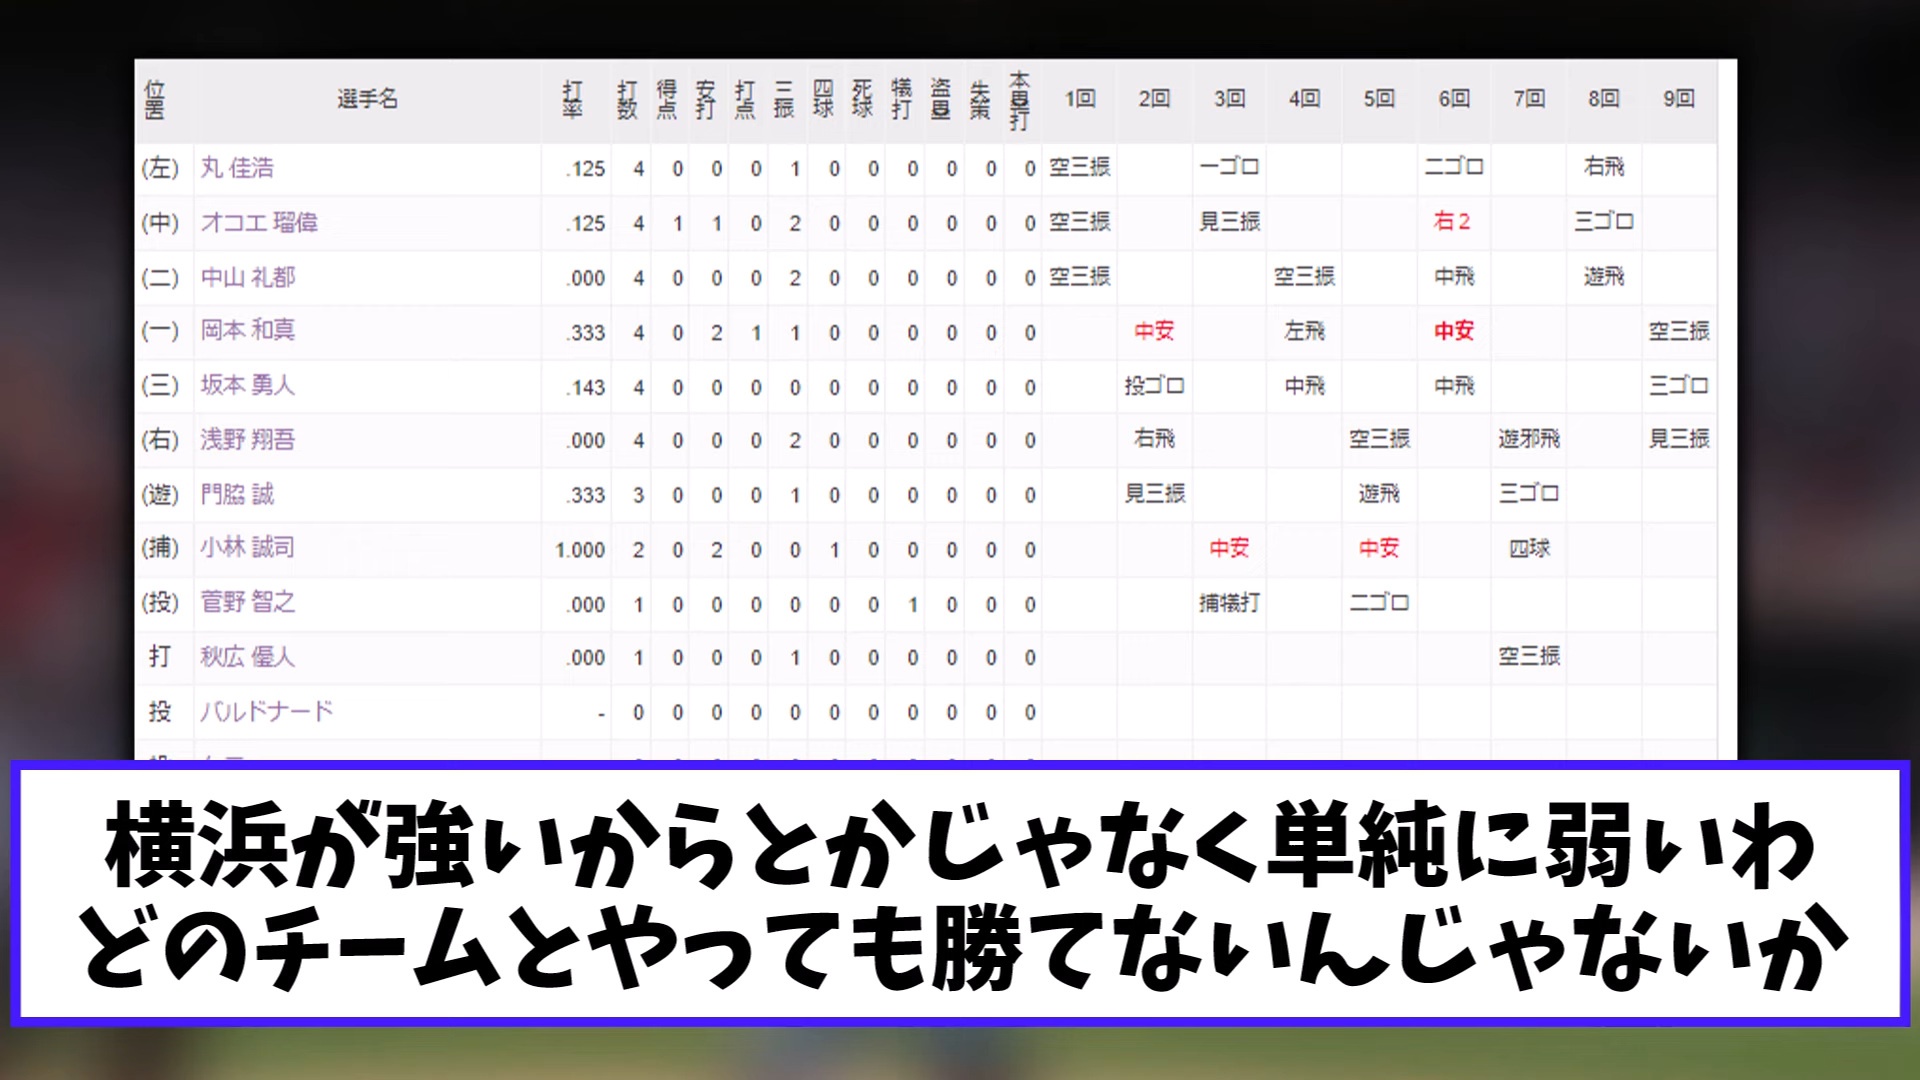 位置 選手名 打率 打数 得点 安打 打点 三振 四球 死球 犠打 盗塁 失策 本塁打 1回 2回 3回 4回 5回 6回 7回 8回 9回
(左) 丸 佳浩 .125 4 0 0 0 1 0 0 0 0 0 0 空三振 一ゴロ 二ゴロ 右飛
(中) オコエ 瑠偉 .125 4 1 1 0 2 0 0 0 0 0 0 空三振 見三振 右2 三ゴロ
(二) 中山 礼都 .000 4 0 0 0 2 0 0 0 0 0 0 空三振 空三振 中飛 遊飛
(一) 岡本 和真 .333 4 0 2 1 1 0 0 0 0 0 0 中安 左飛 中安 空三振
(三) 坂本 勇人 .143 4 0 0 0 0 0 0 0 0 0 0 投ゴロ 中飛 中飛 三ゴロ
(右) 浅野 翔吾 .000 4 0 0 0 2 0 0 0 0 0 0 右飛 空三振 遊邪飛 見三振
(遊) 門脇 誠 .333 3 0 0 0 1 0 0 0 0 0 0 見三振 遊飛 三ゴロ
(捕) 小林 誠司 1.000 2 0 2 0 0 1 0 0 0 0 0 中安 中安 四球
(投) 菅野 智之 .000 1 0 0 0 0 0 0 1 0 0 0 捕犠打 二ゴロ
打 秋広 優人 .000 1 0 0 0 1 0 0 0 0 0 0 空三振
投 バルドナード - 0 0 0 0 0 0 0 0 0 0 0
横浜が強いからとかじゃなく単純に弱いわ
どのチームとやっても勝てないんじゃないか